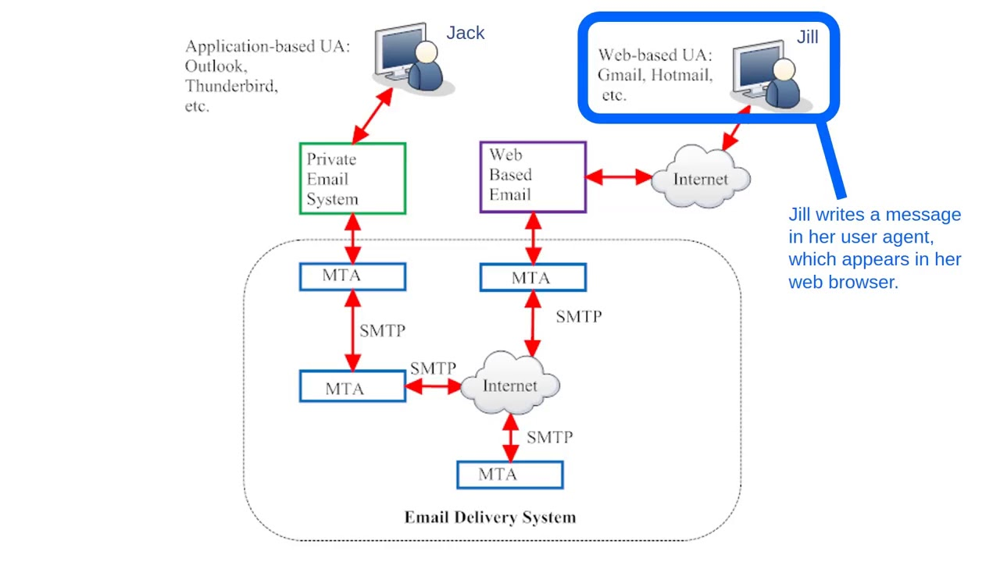 Application-based UA:
Outlook,
Thunderbird,
etc.
Jack
Web-based UA:
Gmail, Hotmail,
etc.
Jill
Private
Email
System
Web
Based
Email
Internet
Jill writes a message
in her user agent,
which appears in her
web browser.
MTA
MTA
SMTP
SMTP
MTA
SMTP
Internet
SMTP
MTA
Email Delivery System